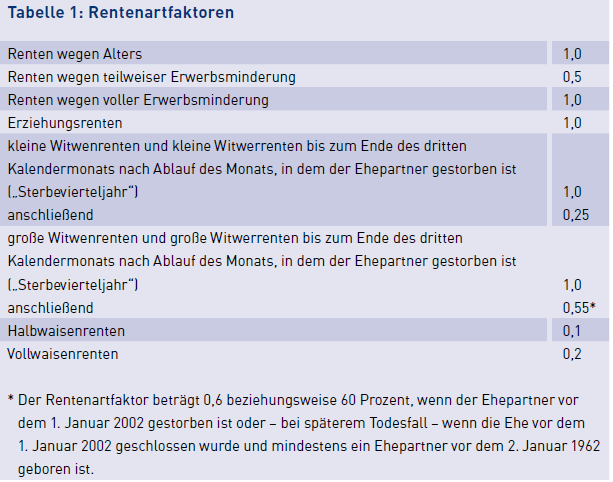 Tabelle 1: Rentenartfaktoren
Renten wegen Alters 1,0
Renten wegen teilweiser Erwerbsminderung 0,5
Renten wegen voller Erwerbsminderung 1,0
Erziehungsrenten 1,0
kleine Witwenrenten und kleine Witwerrenten bis zum Ende des dritten
Kalendermonats nach Ablauf des Monats, in dem der Ehepartner gestorben ist
(„Sterbevierteljahr“) 1,0
anschließend 0,25
große Witwenrenten und große Witwerrenten bis zum Ende des dritten
Kalendermonats nach Ablauf des Monats, in dem der Ehepartner gestorben ist
(„Sterbevierteljahr“) 1,0
anschließend 0,55*
Halbwaisenrenten 0,1
Vollwaisenrenten 0,2
* Der Rentenartfaktor beträgt 0,6 beziehungsweise 60 Prozent, wenn der Ehepartner vor
dem 1. Januar 2002 gestorben ist oder – bei späterem Todesfall – wenn die Ehe vor dem
1. Januar 2002 geschlossen wurde und mindestens ein Ehepartner vor dem 2. Januar 1962
geboren ist.